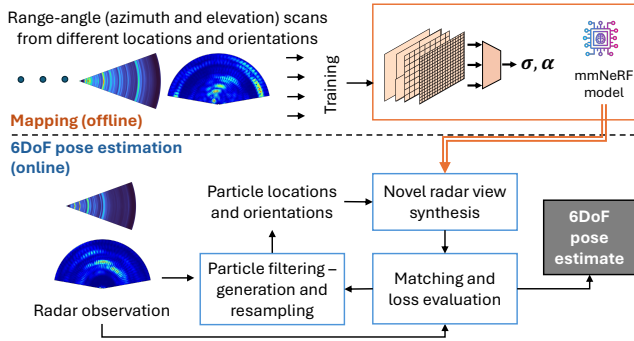 Range-angle (azimuth and elevation) scans
from different locations and orientations
Training
σ, α
mmNeRF
model
Mapping (offline)
6DoF pose estimation
(online)
Particle locations
and orientations
Novel radar view
synthesis
6DoF
pose
estimate
Particle filtering –
generation and
resampling
Matching and
loss evaluation
Radar observation